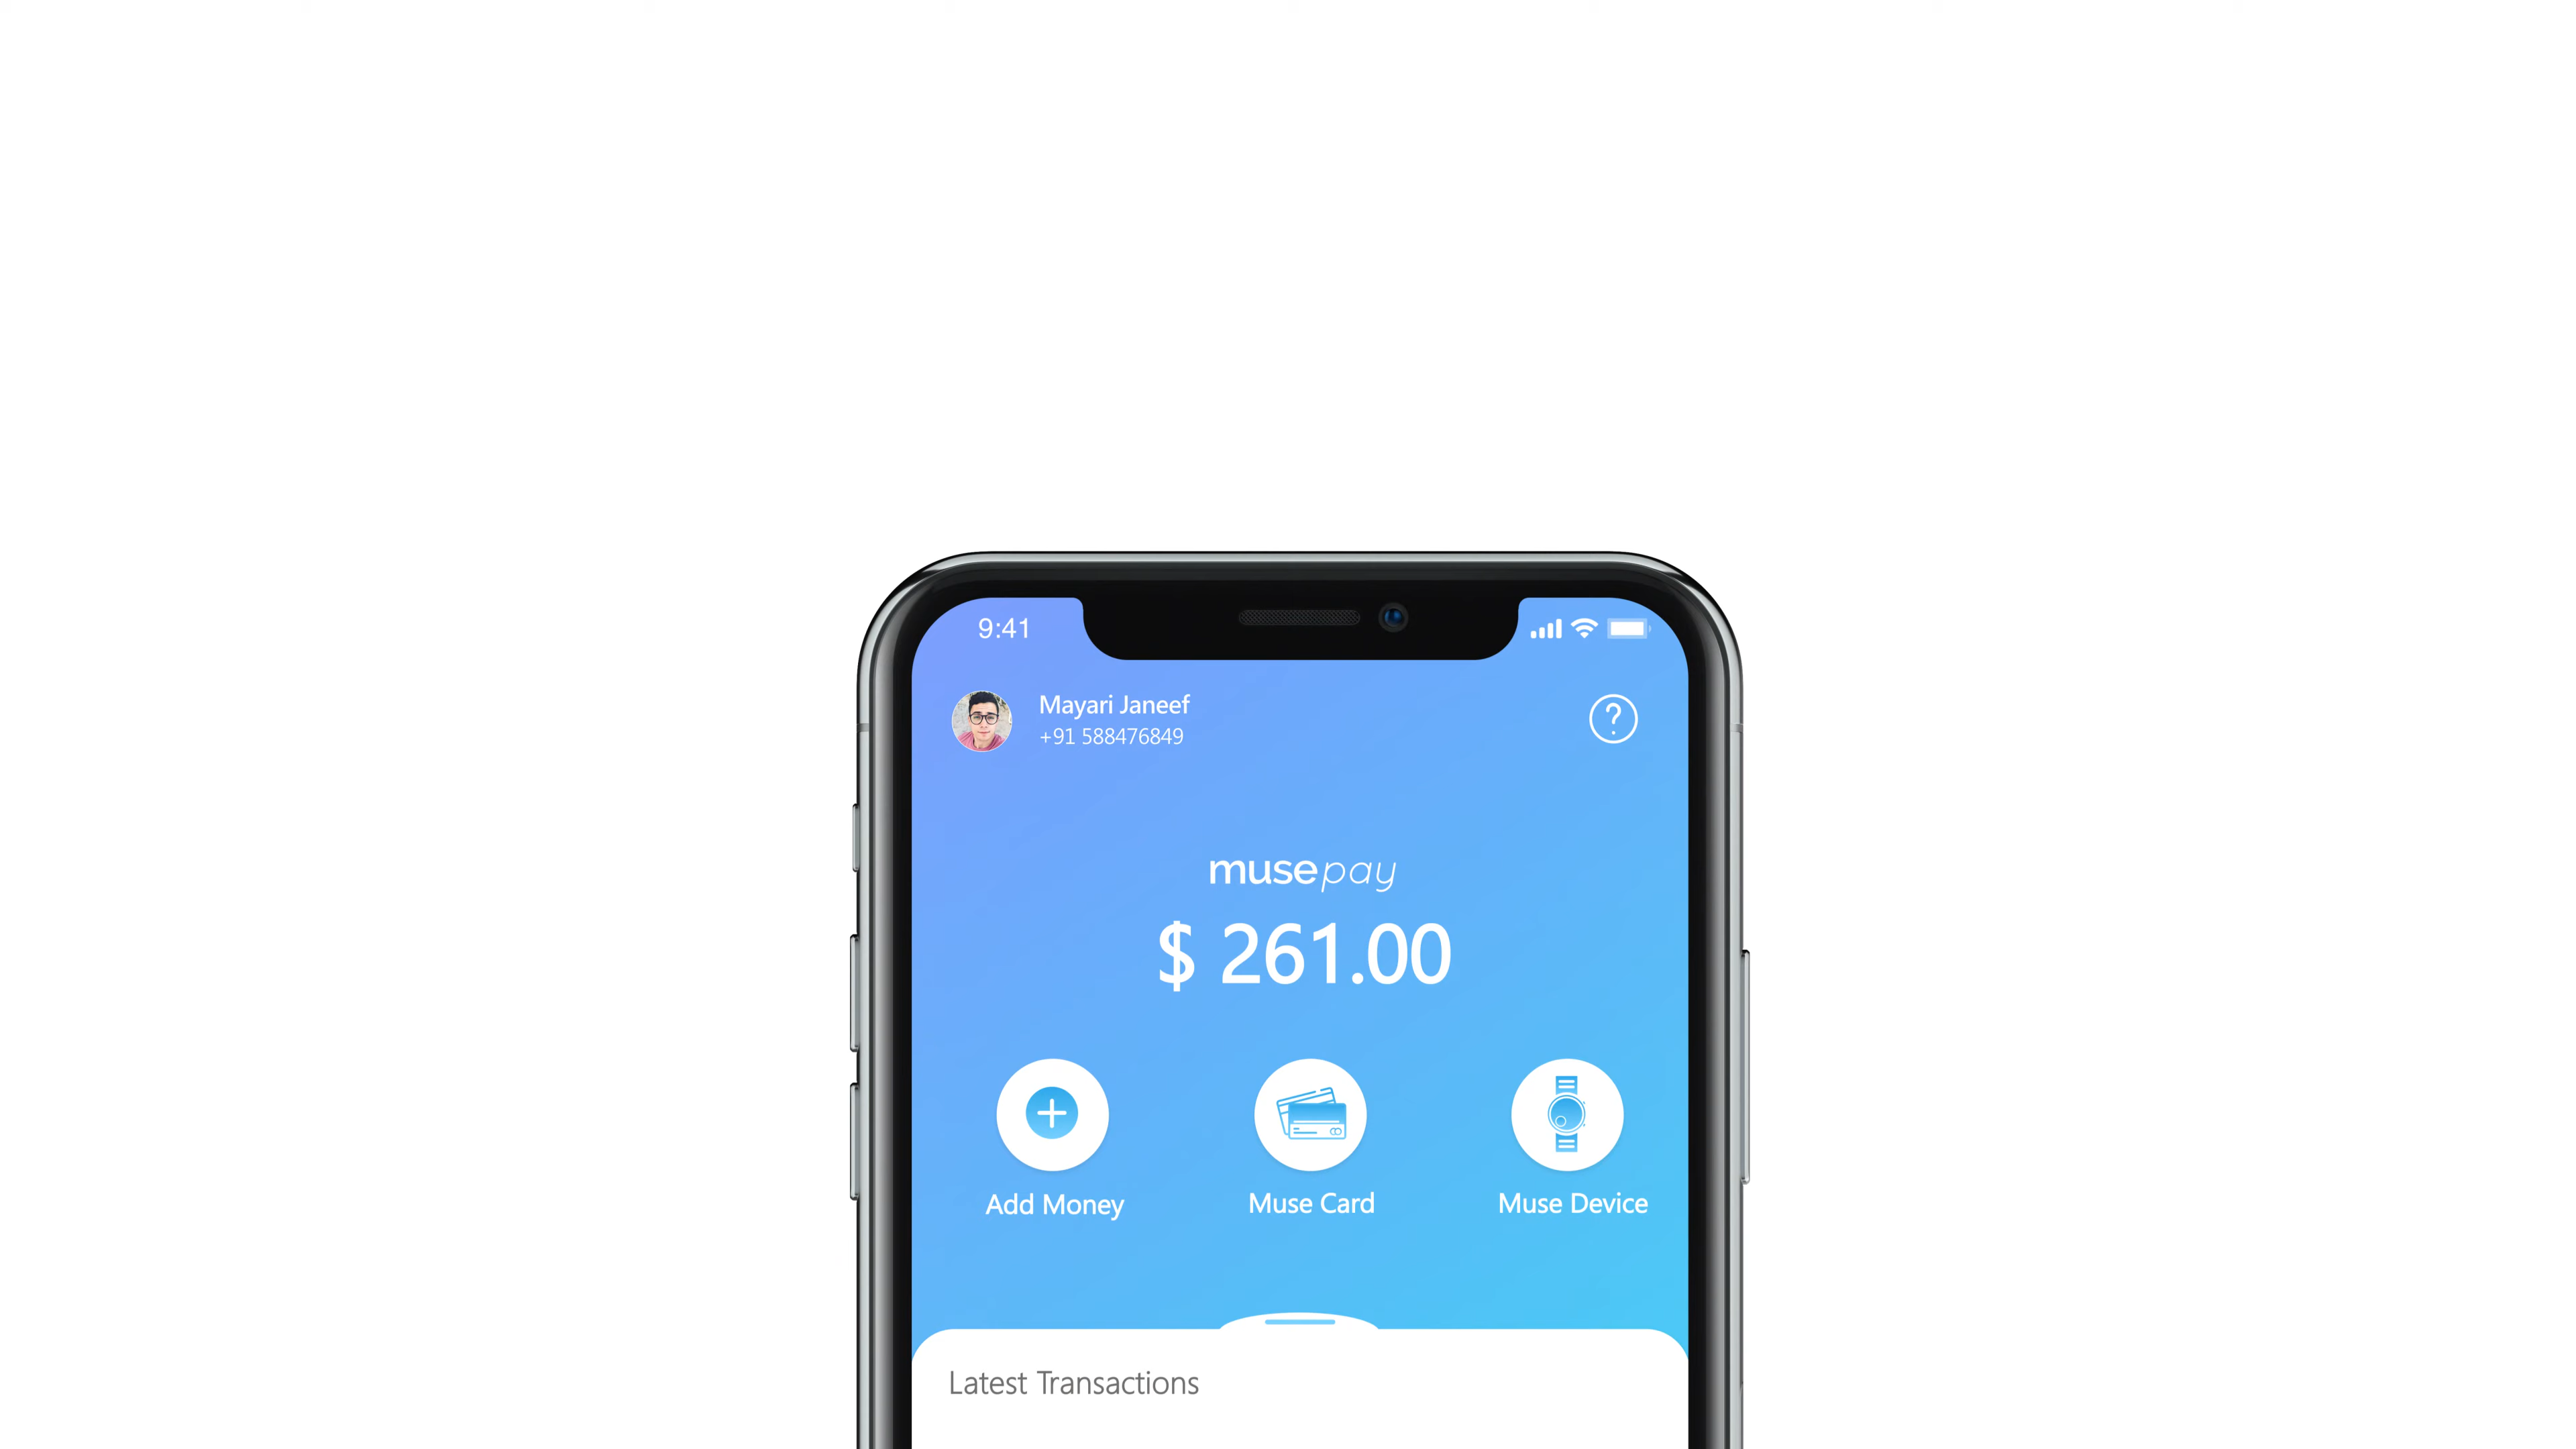 9:41
Mayari Janeef
+91 588476849
?
musepay
$ 261.00
Add Money
Muse Card
Muse Device
Latest Transactions